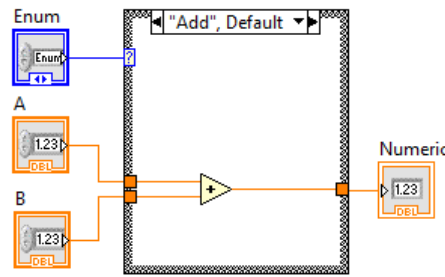 Enum
"Add", Default
Enum
?
A
1.23
DBL
+
Numeric
1.23
DBL
B
1.23
DBL